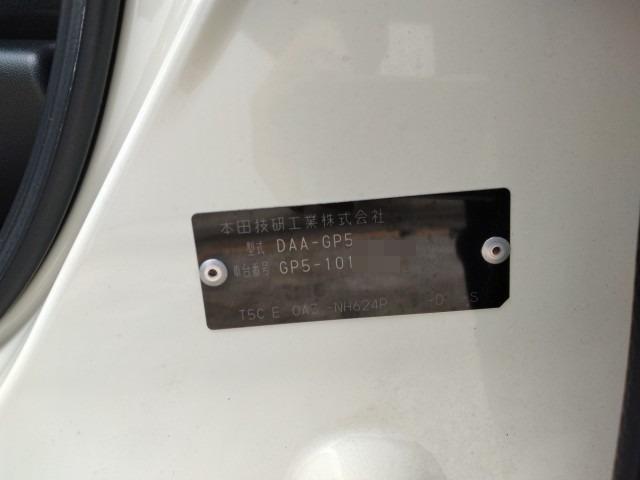 本田技研工業株式会社
型式 DAA-GP5
車台番号 GP5-101
T5C E 0A2 -NH624P -D S